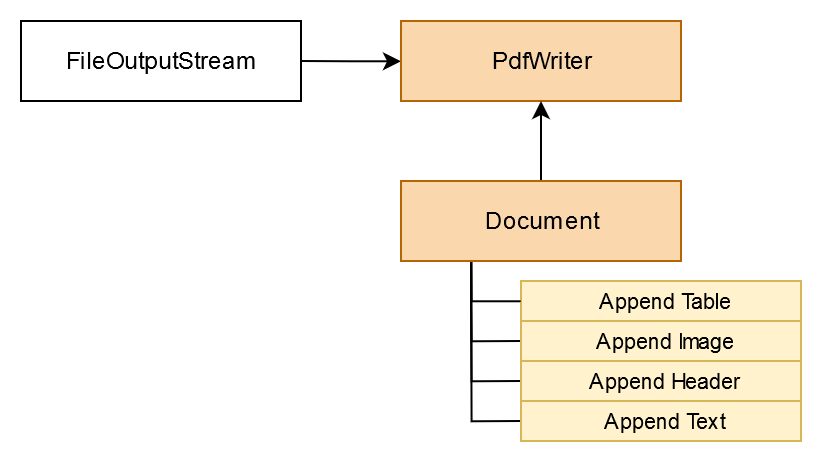 FileOutputStream
PdfWriter
Document
Append Table
Append Image
Append Header
Append Text